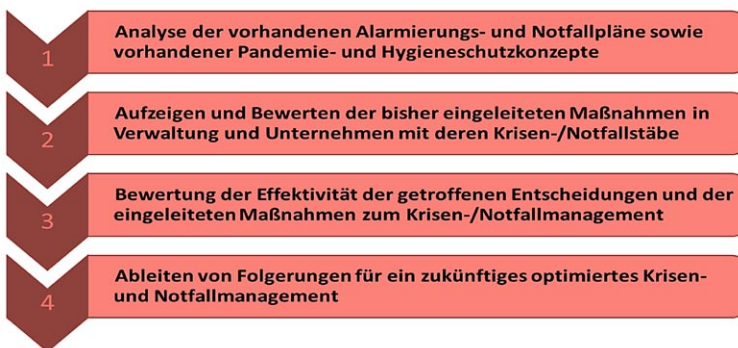 1
Analyse der vorhandenen Alarmierungs- und Notfallpläne sowie
vorhandener Pandemie- und Hygieneschutzkonzepte
2
Aufzeigen und Bewerten der bisher eingeleiteten Maßnahmen in
Verwaltung und Unternehmen mit deren Krisen-/Notfallstäbe
3
Bewertung der Effektivität der getroffenen Entscheidungen und der
eingeleiteten Maßnahmen zum Krisen-/Notfallmanagement
4
Ableiten von Folgerungen für ein zukünftiges optimiertes Krisen-
und Notfallmanagement